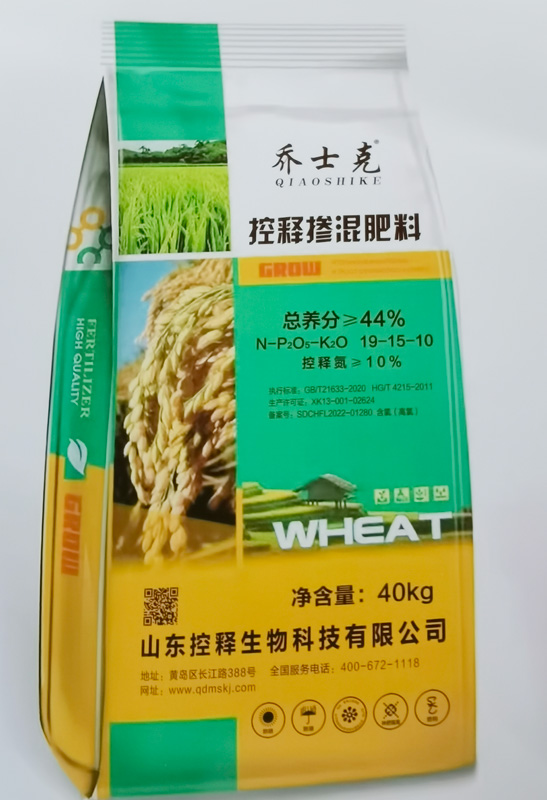 乔士克®
QIAOSHIKE
控释掺混肥料
GROW
总养分≥44%
N-P₂O₅-K₂O 19-15-10
控释氮≥10%
执行标准：GB/T21633-2020 HG/T 4215-2011
生产许可证：XK13-001-02624
备案号：SDCHFL2022-01280 含氯（高氯）
WHEAT
净含量：40kg
山东控释生物科技有限公司
地址：黄岛区长江路388号 全国服务电话：400-672-1118
网址：www.qdmskj.com
FERTILIZER
HIGH QUALITY
GROW